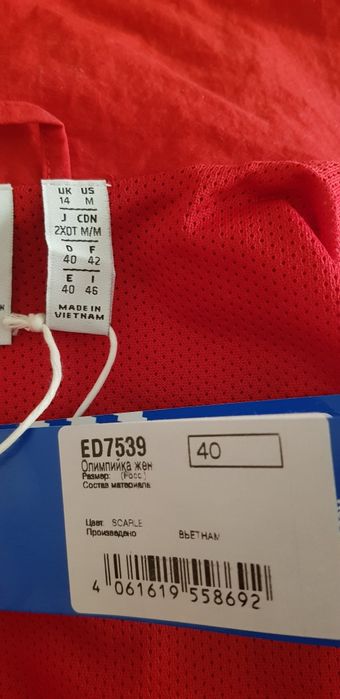 UK US
14 M
J CDN
2XOT M/M
D F
40 42
E I
40 46
MADE IN
VIETNAM
ED7539
40
Олимпийка жен
Размер: (Росс.)
Состав материала:
Цвет SCARLE
Произведено ВЬЕТНАМ
4 061619 558692